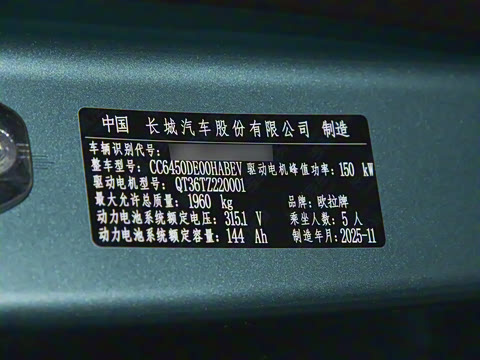 中国 长城汽车股份有限公司 制造
车辆识别代号：
整车型号：CC6450DE00HABEV 驱动电机峰值功率：150 kW
驱动电机型号：QT36TZ220001
最大允许总质量：1960 kg 品牌：欧拉牌
动力电池系统额定电压：315.1 V 乘坐人数：5 人
动力电池系统额定容量：144 Ah 制造年月：2025-11